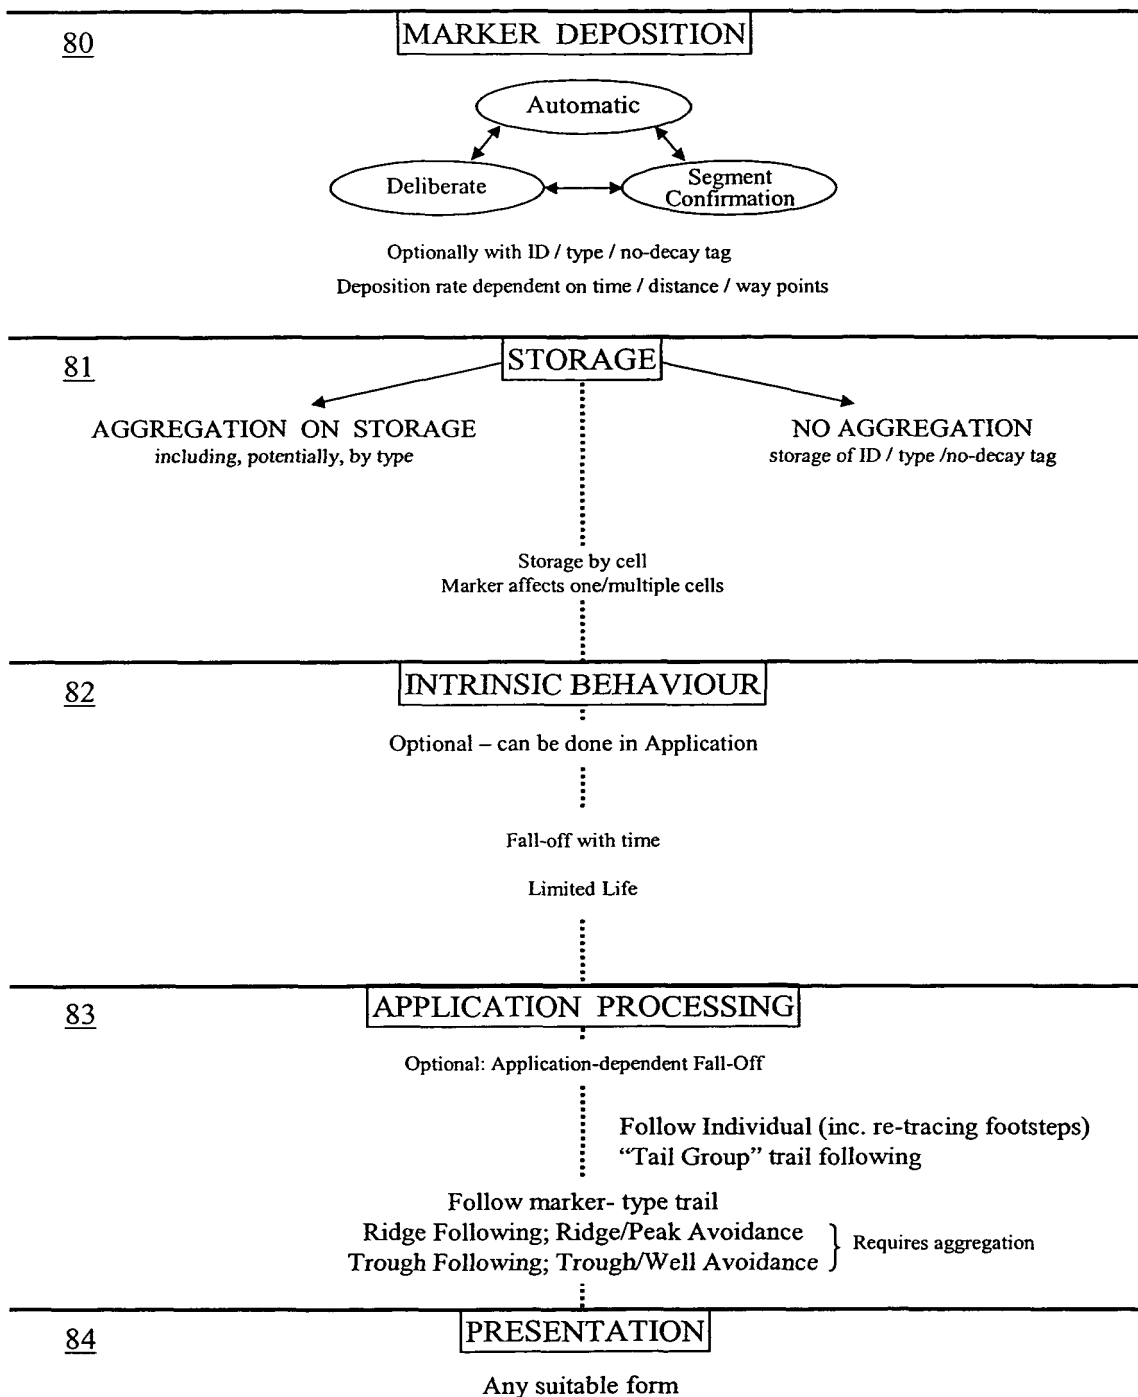 80
MARKER DEPOSITION
Automatic
Deliberate
Segment
Confirmation
Optionally with ID / type / no-decay tag
Deposition rate dependent on time / distance / way points
81
STORAGE
AGGREGATION ON STORAGE
including, potentially, by type
NO AGGREGATION
storage of ID / type /no-decay tag
Storage by cell
Marker affects one/multiple cells
82
INTRINSIC BEHAVIOUR
Optional – can be done in Application
Fall-off with time
Limited Life
83
APPLICATION PROCESSING
Optional: Application-dependent Fall-Off
Follow Individual (inc. re-tracing footsteps)
“Tail Group” trail following
Follow marker- type trail
Ridge Following; Ridge/Peak Avoidance
Trough Following; Trough/Well Avoidance
Requires aggregation
84
PRESENTATION
Any suitable form